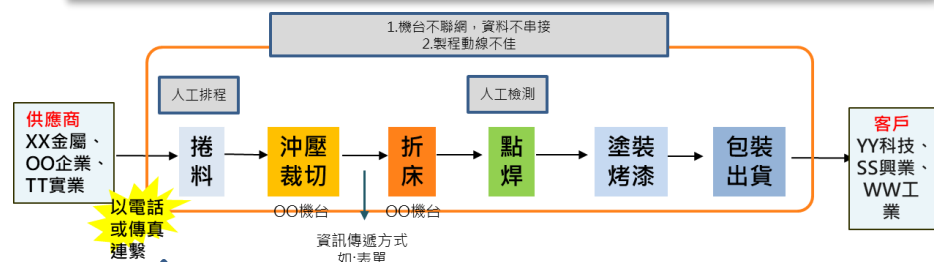 1.機台不聯網，資料不串接
2.製程動線不佳
人工排程
人工檢測
供應商
XX金屬、
OO企業、
TT實業
捲
料
沖壓
裁切
折
床
點
焊
塗裝
烤漆
包裝
出貨
客戶
YY科技、
SS興業、
WW工
業
以電話
或傳真
連繫
OO機台
OO機台
資訊傳遞方式
如:表單